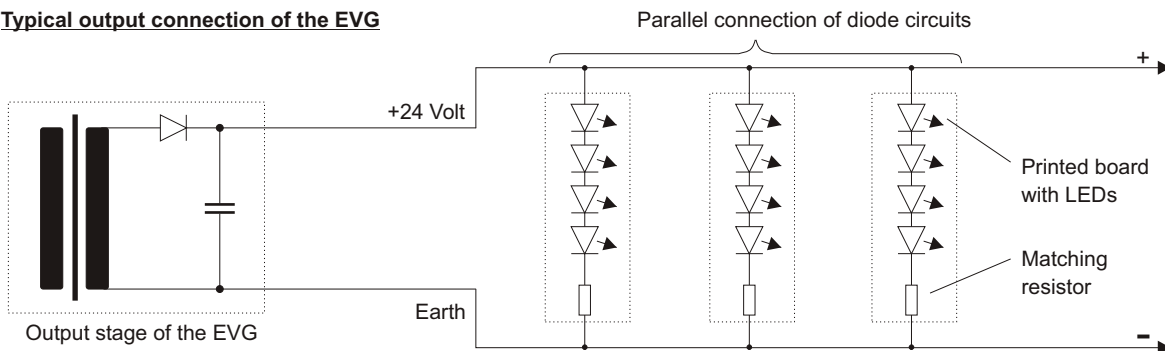 Typical output connection of the EVG
Parallel connection of diode circuits
+
+24 Volt
Printed board
with LEDs
Matching
resistor
Earth
Output stage of the EVG
-